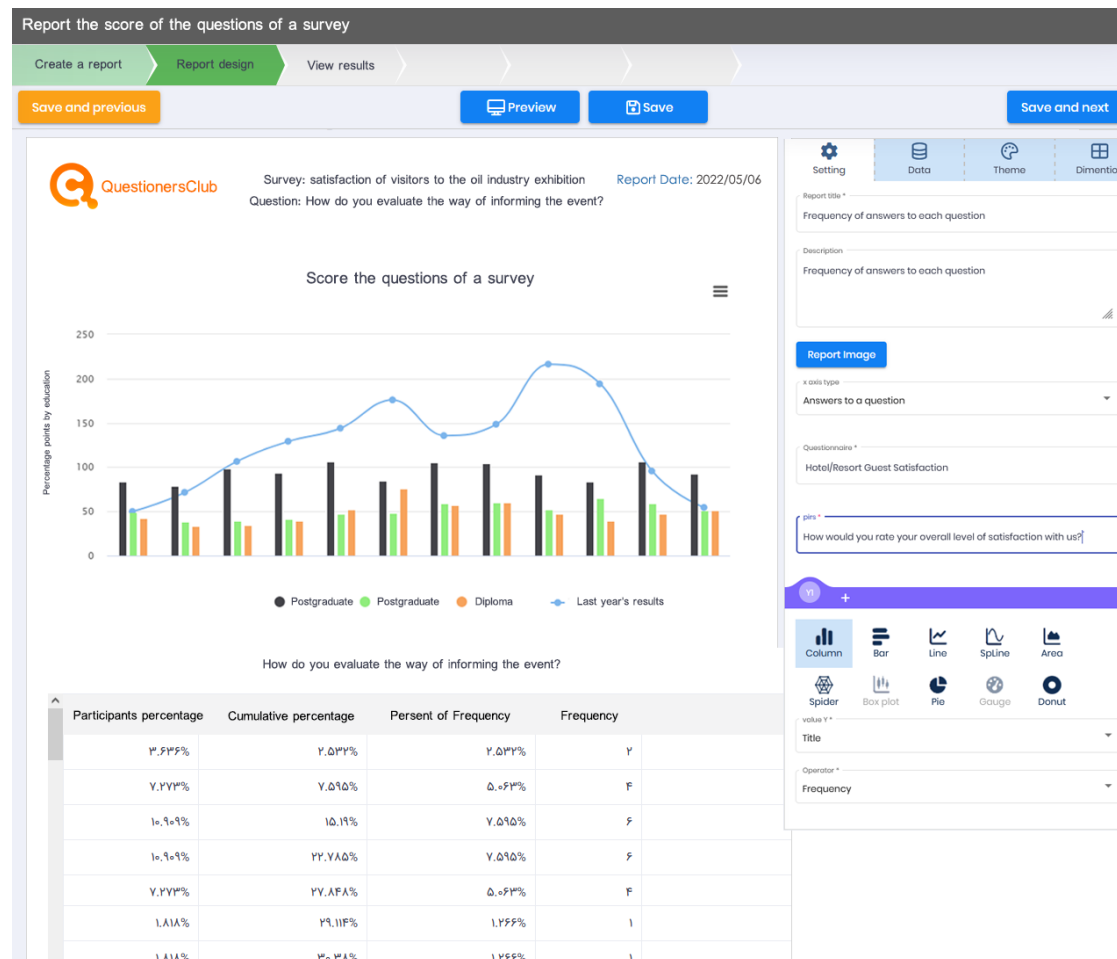 Report the score of the questions of a survey
Create a report
Report design
View results
Save and previous
Preview
Save
Save and next
QuestionersClub
Survey: satisfaction of visitors to the oil industry exhibition
Report Date: 2022/05/06
Question: How do you evaluate the way of informing the event?
Score the questions of a survey
250
200
150
100
50
0
Percentage points by education
Postgraduate
Postgraduate
Diploma
Last year's results
How do you evaluate the way of informing the event?
Participants percentage Cumulative percentage Persent of Frequency Frequency
۳.۶۳۶% ۲.۵۳۲% ۲.۵۳۲% ۲
۷.۲۷۳% ۷.۵۹۵% ۵.۰۶۳% ۴
۱۰.۹۰۹% ۱۵.۱۹% ۷.۵۹۵% ۶
۱۰.۹۰۹% ۲۲.۷۸۵% ۷.۵۹۵% ۶
۷.۲۷۳% ۲۷.۸۴۸% ۵.۰۶۳% ۴
۱.۸۱۸% ۲۹.۱۱۴% ۱.۲۶۶% ۱
۱.۸۱۸% ۳۰.۳۸% ۱.۲۶۶% ۱
Setting
Data
Theme
Dimentio
Report title *
Frequency of answers to each question
Description
Frequency of answers to each question
Report Image
x axis type
Answers to a question
Questionnaire *
Hotel/Resort Guest Satisfaction
pirs *
How would you rate your overall level of satisfaction with us?
Y1 +
Column
Bar
Line
SpLine
Area
Spider
Box plot
Pie
Gauge
Donut
value Y *
Title
Operator *
Frequency